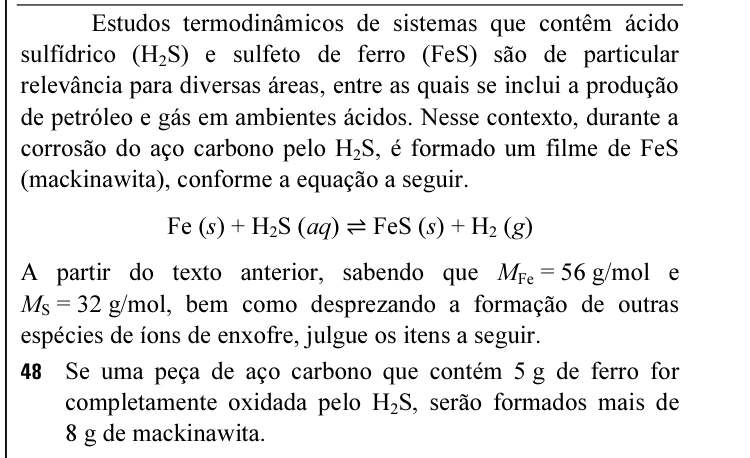 Estudos termodinâmicos de sistemas que contêm ácido
sulfídrico (H₂S) e sulfeto de ferro (FeS) são de particular
relevância para diversas áreas, entre as quais se inclui a produção
de petróleo e gás em ambientes ácidos. Nesse contexto, durante a
corrosão do aço carbono pelo H₂S, é formado um filme de FeS
(mackinawita), conforme a equação a seguir.
Fe (s) + H₂S (aq) ⇌ FeS (s) + H₂ (g)
A partir do texto anterior, sabendo que M_Fe = 56 g/mol e
M_S = 32 g/mol, bem como desprezando a formação de outras
espécies de íons de enxofre, julgue os itens a seguir.
48 Se uma peça de aço carbono que contém 5 g de ferro for
completamente oxidada pelo H₂S, serão formados mais de
8 g de mackinawita.